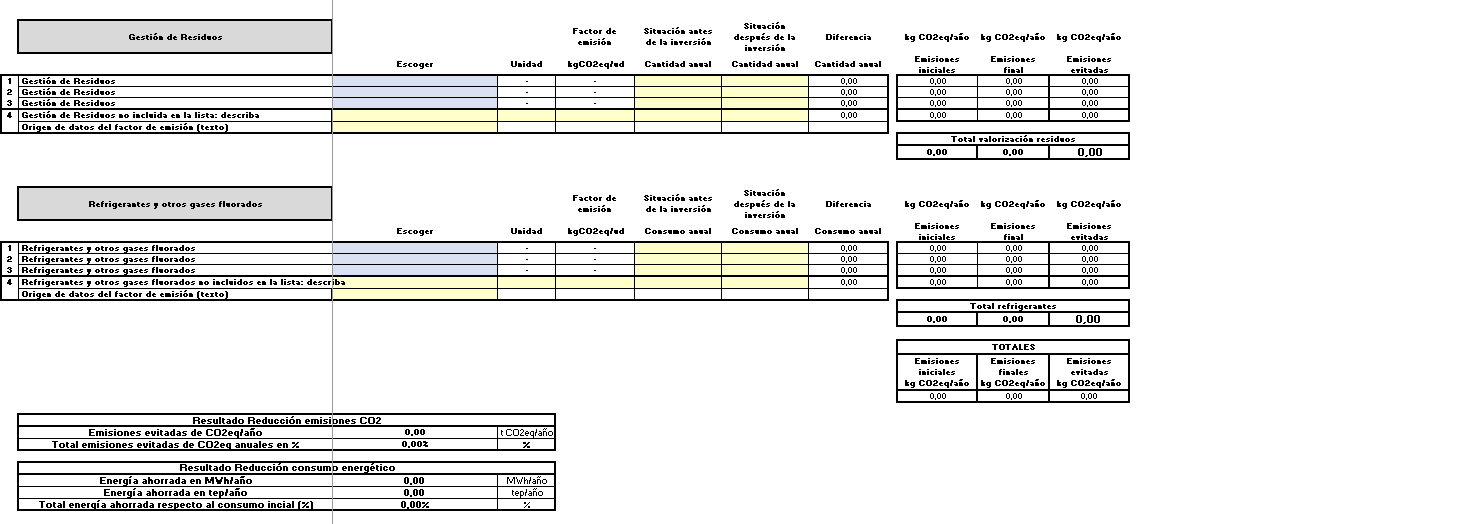 Gestión de Residuos
Escoger Unidad Factor de emisión kgCO2eq/ud Situación antes de la inversión Cantidad anual Situación después de la inversión Cantidad anual Diferencia Cantidad anual kg CO2eq/año Emisiones iniciales kg CO2eq/año Emisiones final kg CO2eq/año Emisiones evitadas
1 Gestión de Residuos - - 0,00 0,00 0,00 0,00
2 Gestión de Residuos - - 0,00 0,00 0,00 0,00
3 Gestión de Residuos - - 0,00 0,00 0,00 0,00
4 Gestión de Residuos no incluida en la lista: describa 0,00 0,00 0,00 0,00
Origen de datos del factor de emisión (texto)
Total valorización residuos
0,00 0,00 0,00
Refrigerantes y otros gases fluorados
Escoger Unidad Factor de emisión kgCO2eq/ud Situación antes de la inversión Consumo anual Situación después de la inversión Consumo anual Diferencia Consumo anual kg CO2eq/año Emisiones iniciales kg CO2eq/año Emisiones final kg CO2eq/año Emisiones evitadas
1 Refrigerantes y otros gases fluorados - - 0,00 0,00 0,00 0,00
2 Refrigerantes y otros gases fluorados - - 0,00 0,00 0,00 0,00
3 Refrigerantes y otros gases fluorados - - 0,00 0,00 0,00 0,00
4 Refrigerantes y otros gases fluorados no incluidos en la lista: describa 0,00 0,00 0,00 0,00
Origen de datos del factor de emisión (texto)
Total refrigerantes
0,00 0,00 0,00
TOTALES
Emisiones iniciales kg CO2eq/año Emisiones finales kg CO2eq/año Emisiones evitadas kg CO2eq/año
0,00 0,00 0,00
Resultado Reducción emisiones CO2
Emisiones evitadas de CO2eq/año 0,00 t CO2eq/año
Total emisiones evitadas de CO2eq anuales en % 0,00% %
Resultado Reducción consumo energético
Energía ahorrada en MWh/año 0,00 MWh/año
Energía ahorrada en tep/año 0,00 tep/año
Total energía ahorrada respecto al consumo incial (%) 0,00% %